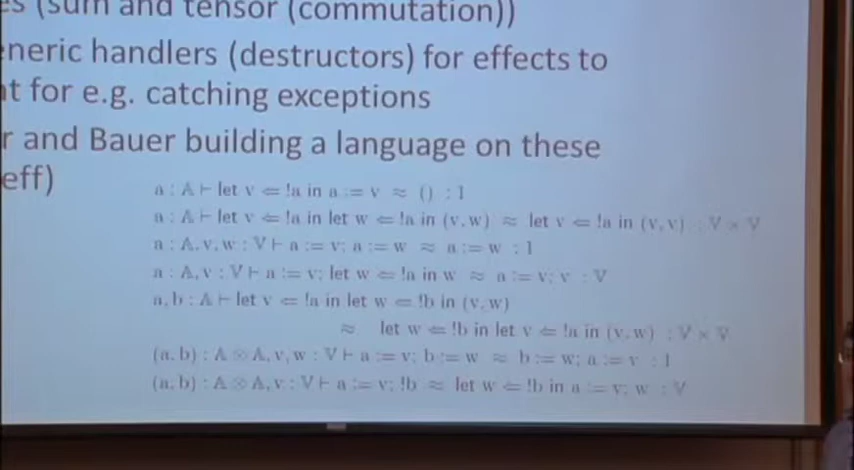 (sum and tensor (commutation))
neric handlers (destructors) for effects to
t for e.g. catching exceptions
r and Bauer building a language on these
eff)
a : A ⊢ let v ⇐ !a in a := v ≈ () : 1
a : A ⊢ let v ⇐ !a in let w ⇐ !a in (v, w) ≈ let v ⇐ !a in (v, v) : V × V
a : A, v, w : V ⊢ a := v; a := w ≈ a := w : 1
a : A, v : V ⊢ a := v; let w ⇐ !a in w ≈ a := v; v : V
a, b : A ⊢ let v ⇐ !a in let w ⇐ !b in (v, w)
≈ let w ⇐ !b in let v ⇐ !a in (v, w) : V × V
(a, b) : A ⊗ A, v, w : V ⊢ a := v; b := w ≈ b := w; a := v : 1
(a, b) : A ⊗ A, v : V ⊢ a := v; !b ≈ let w ⇐ !b in a := v; w : V